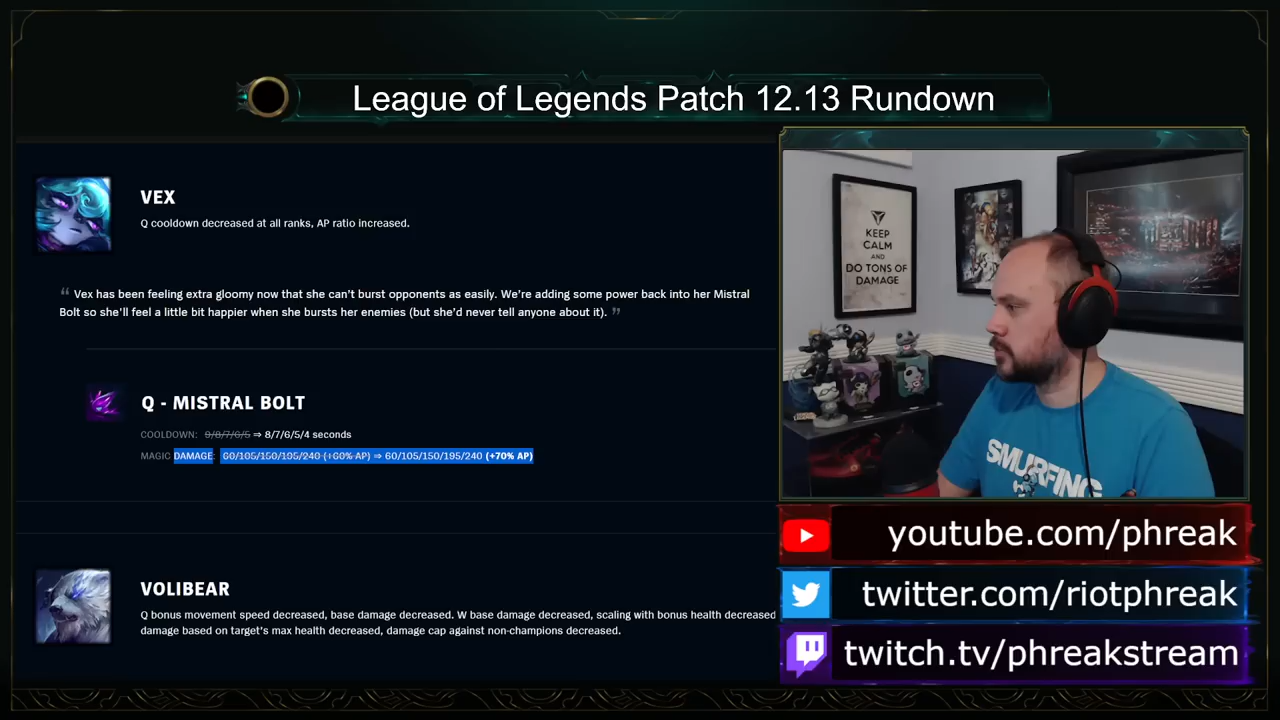 League of Legends Patch 12.13 Rundown
VEX
Q cooldown decreased at all ranks, AP ratio increased.
“ Vex has been feeling extra gloomy now that she can't burst opponents as easily. We're adding some power back into her Mistral
Bolt so she'll feel a little bit happier when she bursts her enemies (but she'd never tell anyone about it). ”
Q - MISTRAL BOLT
COOLDOWN: 9/8/7/6/5 ⇒ 8/7/6/5/4 seconds
MAGIC DAMAGE: 60/105/150/195/240 (+60% AP) ⇒ 60/105/150/195/240 (+70% AP)
VOLIBEAR
Q bonus movement speed decreased, base damage decreased. W base damage decreased, scaling with bonus health decreased
damage based on target's max health decreased, damage cap against non-champions decreased.
KEEP
CALM
AND
DO TONS OF
DAMAGE
SMURFING
youtube.com/phreak
twitter.com/riotphreak
twitch.tv/phreakstream